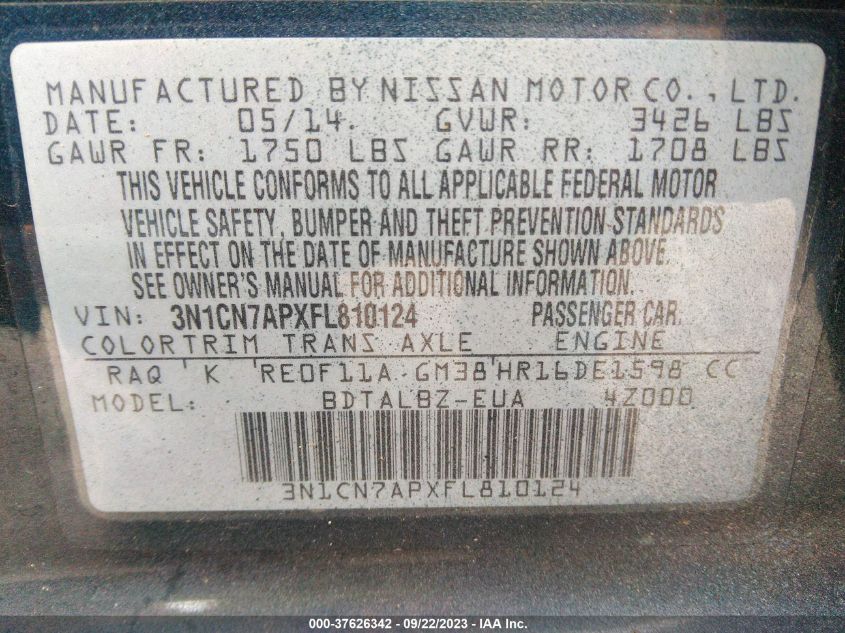 MANUFACTURED BY NISSAN MOTOR CO., LTD.
DATE: 05/14. GVWR: 3426 LBS
GAWR FR: 1750 LBS GAWR RR: 1708 LBS
THIS VEHICLE CONFORMS TO ALL APPLICABLE FEDERAL MOTOR
VEHICLE SAFETY, BUMPER AND THEFT PREVENTION STANDARDS
IN EFFECT ON THE DATE OF MANUFACTURE SHOWN ABOVE.
SEE OWNER'S MANUAL FOR ADDITIONAL INFORMATION.
VIN: 3N1CN7APXFL810124 PASSENGER CAR.
COLOR TRIM TRANS AXLE ENGINE
RAQ K RE0F11A GM38 HR16DE1598 CC
MODEL: BDTALBZ-EUA 4Z000
3N1CN7APXFL810124
000-37626342 - 09/22/2023 - IAA Inc.